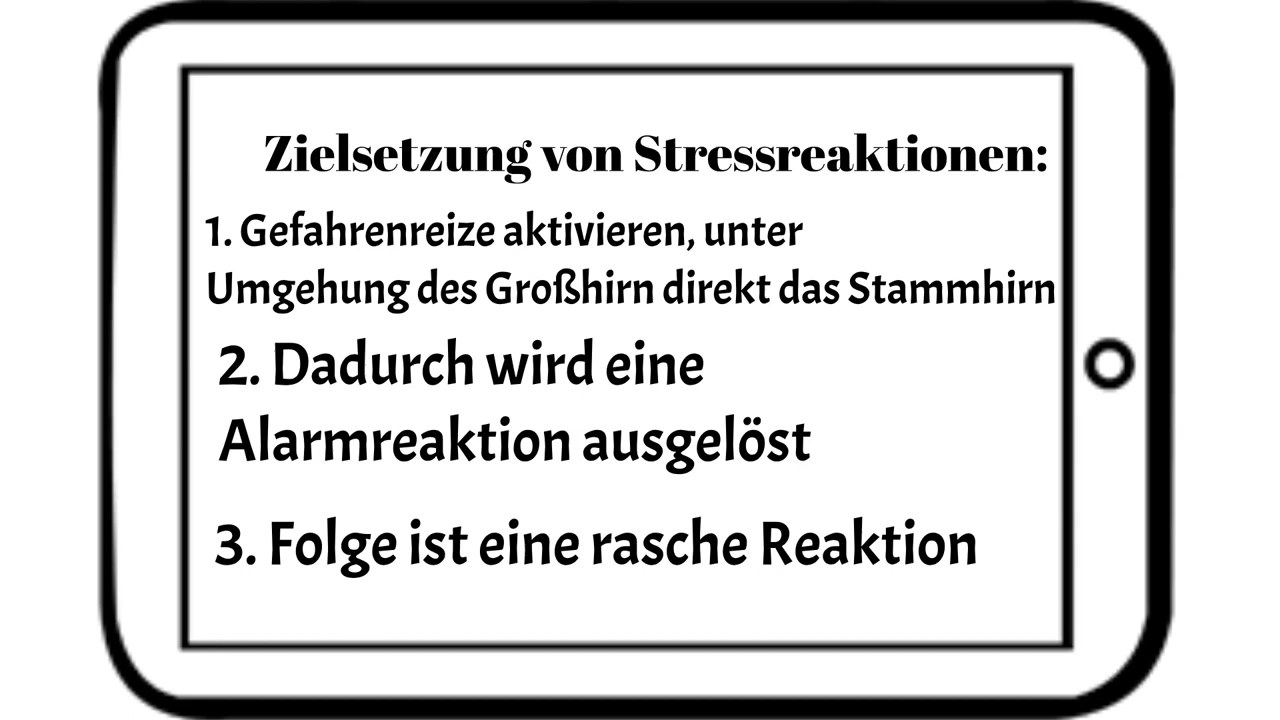 Zielsetzung von Stressreaktionen:
1. Gefahrenreize aktivieren, unter
Umgehung des Großhirn direkt das Stammhirn
2. Dadurch wird eine
Alarmreaktion ausgelöst
3. Folge ist eine rasche Reaktion